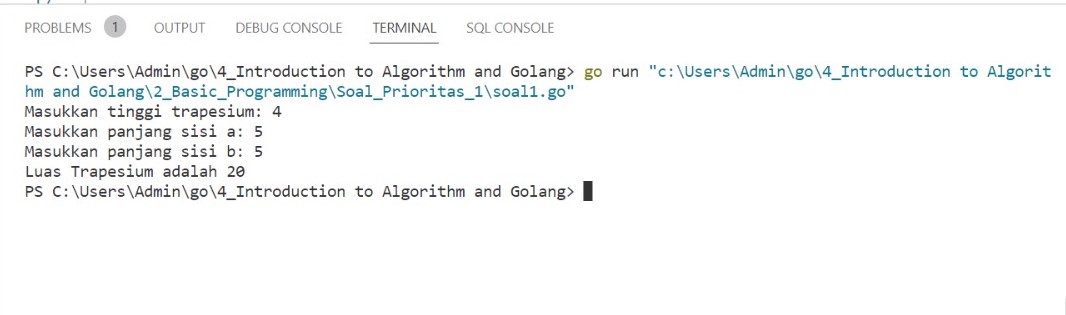 PROBLEMS 1 OUTPUT DEBUG CONSOLE TERMINAL SQL CONSOLE
PS C:\Users\Admin\go\4_Introduction to Algorithm and Golang> go run "c:\Users\Admin\go\4_Introduction to Algorit
hm and Golang\2_Basic_Programming\Soal_Prioritas_1\soal1.go"
Masukkan tinggi trapesium: 4
Masukkan panjang sisi a: 5
Masukkan panjang sisi b: 5
Luas Trapesium adalah 20
PS C:\Users\Admin\go\4_Introduction to Algorithm and Golang>